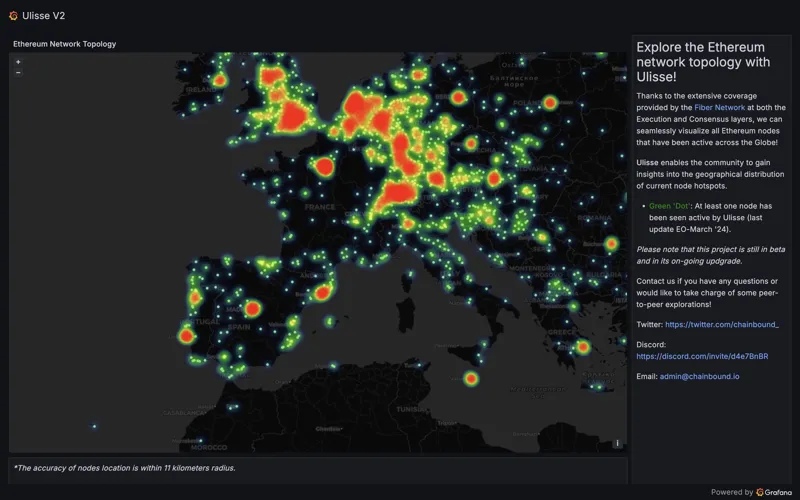 Ulisse V2
Ethereum Network Topology
+
−
IRELAND
Балтийское
море
POLAND
FRANCE
ROMANIA
MONTENEGRO
BULGARIA
PORTUGAL
SPAIN
GREECE
CASABLANCA
MOROCCO
TUNISIA
i
*The accuracy of nodes location is within 11 kilometers radius.
Explore the Ethereum
network topology with
Ulisse!
Thanks to the extensive coverage
provided by the Fiber Network at both the
Execution and Consensus layers, we can
seamlessly visualize all Ethereum nodes
that have been active across the Globe!
Ulisse enables the community to gain
insights into the geographical distribution
of current node hotspots.
• Green 'Dot': At least one node has
been seen active by Ulisse (last
update EO-March '24).
Please note that this project is still in beta
and in its on-going updgrade.
Contact us if you have any questions or
would like to take charge of some peer-
to-peer explorations!
Twitter: https://twitter.com/chainbound_
Discord:
https://discord.com/invite/d4e7BnBR
Email: admin@chainbound.io
Powered by Grafana